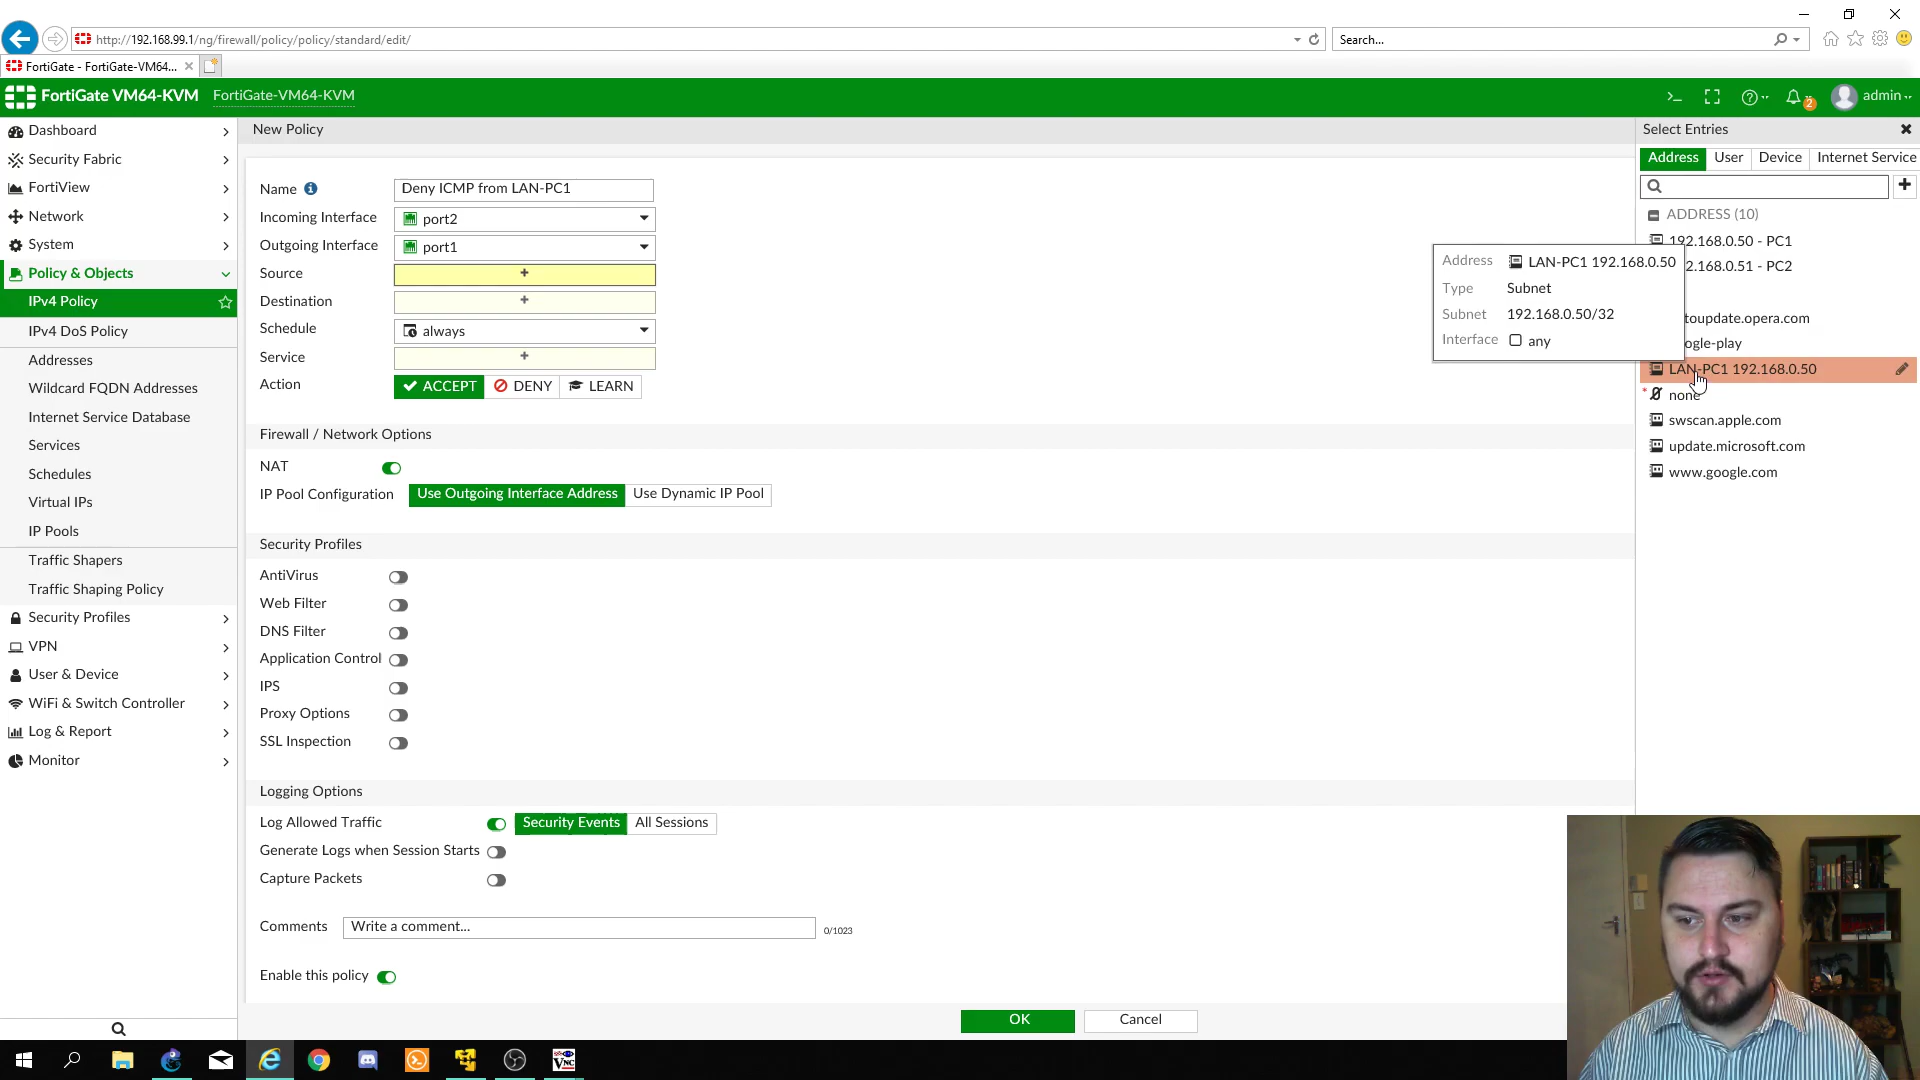 http://192.168.99.1/ng/firewall/policy/policy/standard/edit/
Search...
FortiGate - FortiGate-VM64...
FortiGate VM64-KVM
FortiGate-VM64-KVM
2
admin
Dashboard
Security Fabric
FortiView
Network
System
Policy & Objects
IPv4 Policy
IPv4 DoS Policy
Addresses
Wildcard FQDN Addresses
Internet Service Database
Services
Schedules
Virtual IPs
IP Pools
Traffic Shapers
Traffic Shaping Policy
Security Profiles
VPN
User & Device
WiFi & Switch Controller
Log & Report
Monitor
New Policy
Name Deny ICMP from LAN-PC1
Incoming Interface port2
Outgoing Interface port1
Source +
Destination +
Schedule always
Service +
Action ACCEPT DENY LEARN
Firewall / Network Options
NAT
IP Pool Configuration Use Outgoing Interface Address Use Dynamic IP Pool
Security Profiles
AntiVirus
Web Filter
DNS Filter
Application Control
IPS
Proxy Options
SSL Inspection
Logging Options
Log Allowed Traffic Security Events All Sessions
Generate Logs when Session Starts
Capture Packets
Comments Write a comment... 0/1023
Enable this policy
OK Cancel
Select Entries
Address User Device Internet Service
ADDRESS (10)
192.168.0.50 - PC1
2.168.0.51 - PC2
toupdate.opera.com
ogle-play
LAN-PC1 192.168.0.50
none
swscan.apple.com
update.microsoft.com
www.google.com
Address LAN-PC1 192.168.0.50
Type Subnet
Subnet 192.168.0.50/32
Interface any
VNC